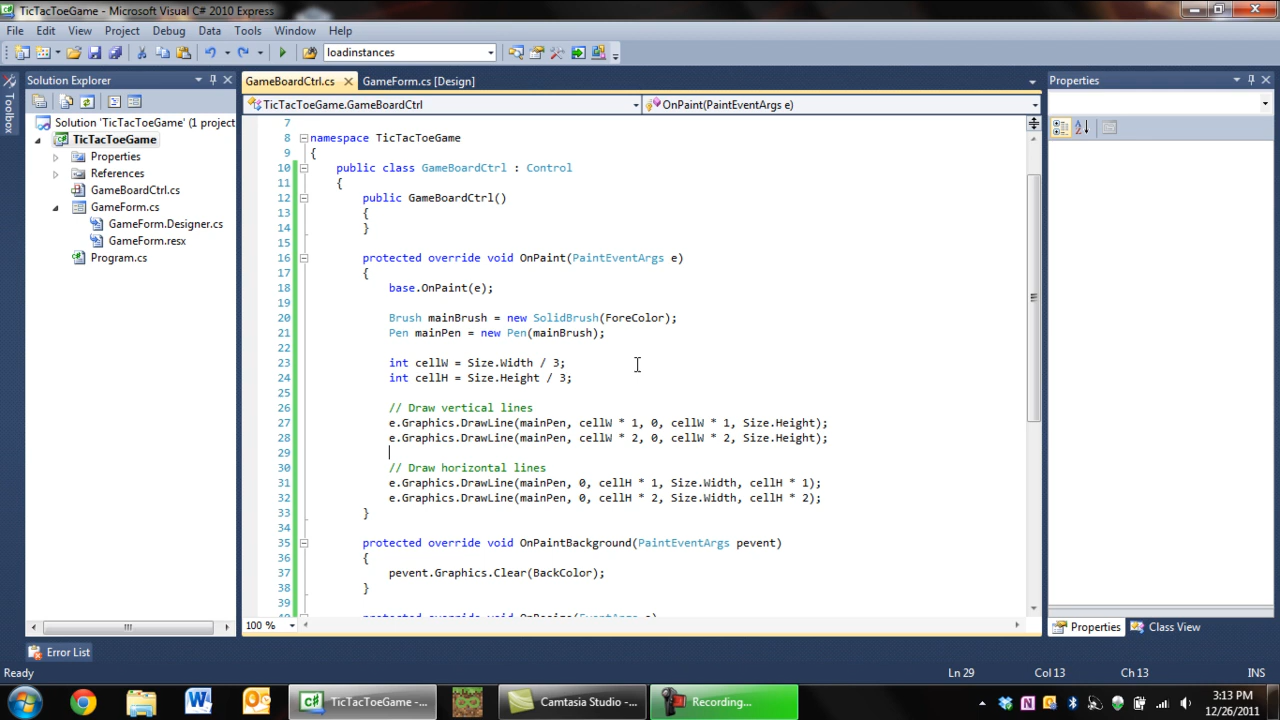 TicTacToeGame - Microsoft Visual C# 2010 Express
File Edit View Project Debug Data Tools Window Help
loadinstances
Solution Explorer
GameBoardCtrl.cs
GameForm.cs [Design]
Properties
TicTacToeGame.GameBoardCtrl
OnPaint(PaintEventArgs e)
Toolbox
Solution 'TicTacToeGame' (1 project
TicTacToeGame
Properties
References
GameBoardCtrl.cs
GameForm.cs
GameForm.Designer.cs
GameForm.resx
Program.cs
7
8 namespace TicTacToeGame
9 {
10 public class GameBoardCtrl : Control
11 {
12 public GameBoardCtrl()
13 {
14 }
15
16 protected override void OnPaint(PaintEventArgs e)
17 {
18 base.OnPaint(e);
19
20 Brush mainBrush = new SolidBrush(ForeColor);
21 Pen mainPen = new Pen(mainBrush);
22
23 int cellW = Size.Width / 3;
24 int cellH = Size.Height / 3;
25
26 // Draw vertical lines
27 e.Graphics.DrawLine(mainPen, cellW * 1, 0, cellW * 1, Size.Height);
28 e.Graphics.DrawLine(mainPen, cellW * 2, 0, cellW * 2, Size.Height);
29
30 // Draw horizontal lines
31 e.Graphics.DrawLine(mainPen, 0, cellH * 1, Size.Width, cellH * 1);
32 e.Graphics.DrawLine(mainPen, 0, cellH * 2, Size.Width, cellH * 2);
33 }
34
35 protected override void OnPaintBackground(PaintEventArgs pevent)
36 {
37 pevent.Graphics.Clear(BackColor);
38 }
39
100 %
Properties
Class View
Error List
Ready
Ln 29
Col 13
Ch 13
INS
TicTacToeGame -...
Camtasia Studio -...
Recording...
3:13 PM
12/26/2011